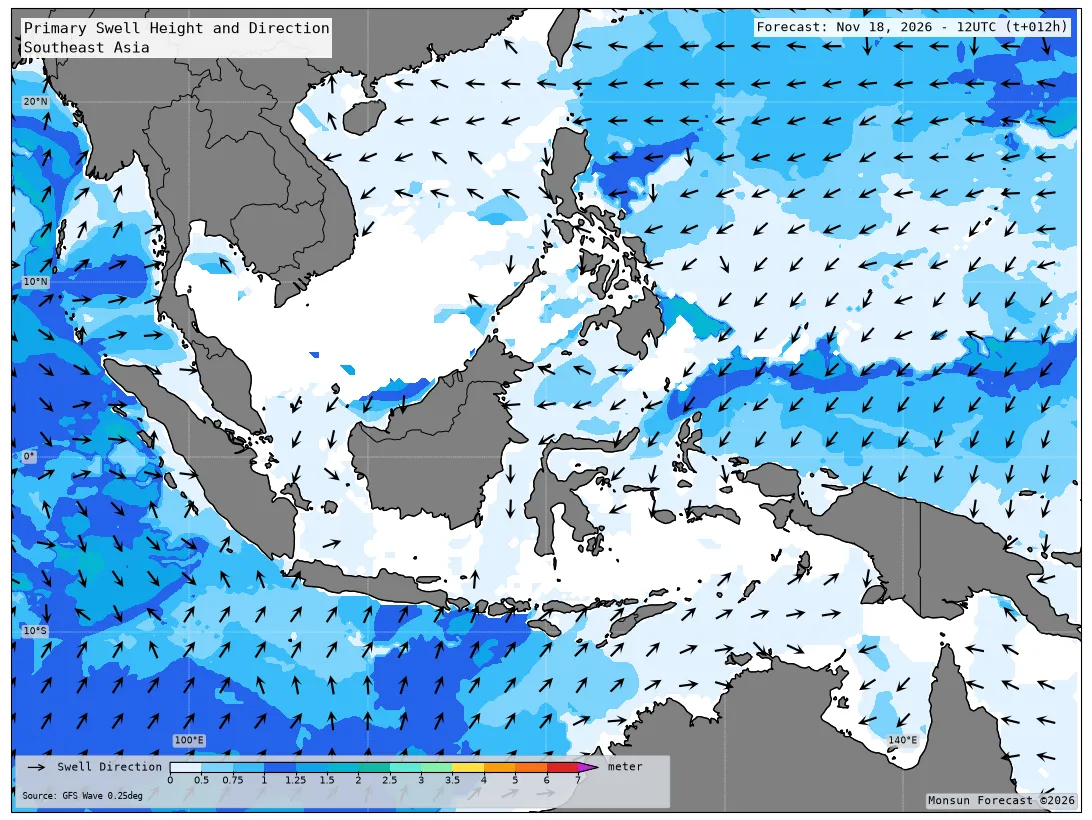 Primary Swell Height and Direction
Southeast Asia
Forecast: Nov 18, 2026 - 12UTC (t+012h)
20°N
10°N
0°
10°S
100°E
140°E
Swell Direction
meter
0 0.5 0.75 1 1.25 1.5 2 2.5 3 3.5 4 5 6 7
Source: GFS Wave 0.25deg
Monsun Forecast ©2026